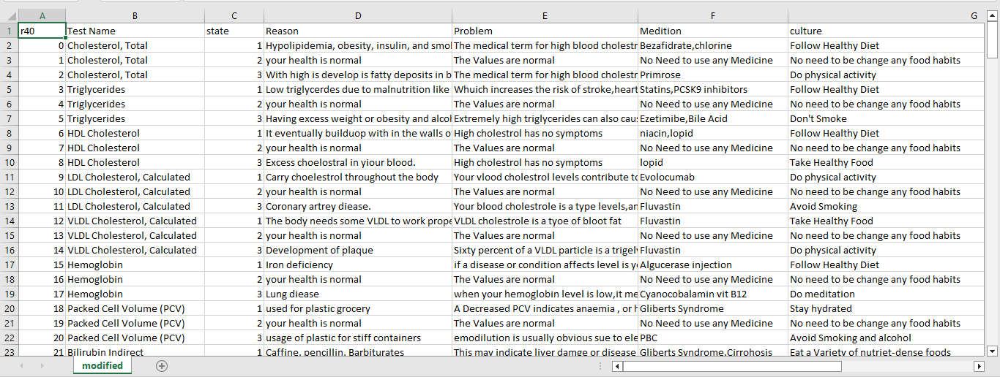 A B C D E F G
1 r40 Test Name state Reason Problem Medition culture
2 0 Cholesterol, Total 1 Hypolipidemia, obesity, insulin, and smo The medical term for high blood cholestr Bezafidrate,chlorine Follow Healthy Diet
3 1 Cholesterol, Total 2 your health is normal The Values are normal No Need to use any Medicine No need to be change any food habits
4 2 Cholesterol, Total 3 With high is develop is fatty deposits in b The medical term for high blood cholestr Primrose Do physical activity
5 3 Triglycerides 1 Low triglycerdes due to malnutrition like Whuich increases the risk of stroke,heart Statins,PCSK9 inhibitors Follow Healthy Diet
6 4 Triglycerides 2 your health is normal The Values are normal No Need to use any Medicine No need to be change any food habits
7 5 Triglycerides 3 Having excess weight or obesity and alcol Extremely high triglycerides can also cau Ezetimibe,Bile Acid Don't Smoke
8 6 HDL Cholesterol 1 It eventually builduop with in the walls o High cholestrol has no symptoms niacin,lopid Follow Healthy Diet
9 7 HDL Cholesterol 2 your health is normal The Values are normal No Need to use any Medicine No need to be change any food habits
10 8 HDL Cholesterol 3 Excess choelostral in yiour blood. High cholestrol has no symptoms lopid Take Healthy Food
11 9 LDL Cholesterol, Calculated 1 Carry choelestrol throughout the body Your vlood cholestrol levels contribute to Evolocumab Do physical activity
12 10 LDL Cholesterol, Calculated 2 your health is normal The Values are normal No Need to use any Medicine No need to be change any food habits
13 11 LDL Cholesterol, Calculated 3 Coronary artrey diease. Your blood cholestrole is a type levels,an Fluvastin Avoid Smoking
14 12 VLDL Cholesterol, Calculated 1 The body needs some VLDL to work prope VLDL cholestrole is a tyoe of bloot fat Fluvastin Take Healthy Food
15 13 VLDL Cholesterol, Calculated 2 your health is normal The Values are normal No Need to use any Medicine No need to be change any food habits
16 14 VLDL Cholesterol, Calculated 3 Development of plaque Sixty percent of a VLDL particle is a trigel Fluvastin Do physical activity
17 15 Hemoglobin 1 Iron deficiency if a disease or condition affects level is y Algucerase injection Follow Healthy Diet
18 16 Hemoglobin 2 your health is normal The Values are normal No Need to use any Medicine No need to be change any food habits
19 17 Hemoglobin 3 Lung diease when your hemoglobin level is low,it me Cyanocobalamin vit B12 Do meditation
20 18 Packed Cell Volume (PCV) 1 used for plastic grocery A Decreased PCV indicates anaemia , or h Gliberts Syndrome Stay hydrated
21 19 Packed Cell Volume (PCV) 2 your health is normal The Values are normal No Need to use any Medicine No need to be change any food habits
22 20 Packed Cell Volume (PCV) 3 usage of plastic for stiff containers emodilution is usually obvious sue to ele PBC Avoid Smoking and alcohol
23 21 Bilirubin Indirect 1 Caffine, pencillin, Barbiturates This may indicate liver damge or disease Gliberts Syndrome,Cirrohosis Eat a Variety of nutriet-dense foods
modified